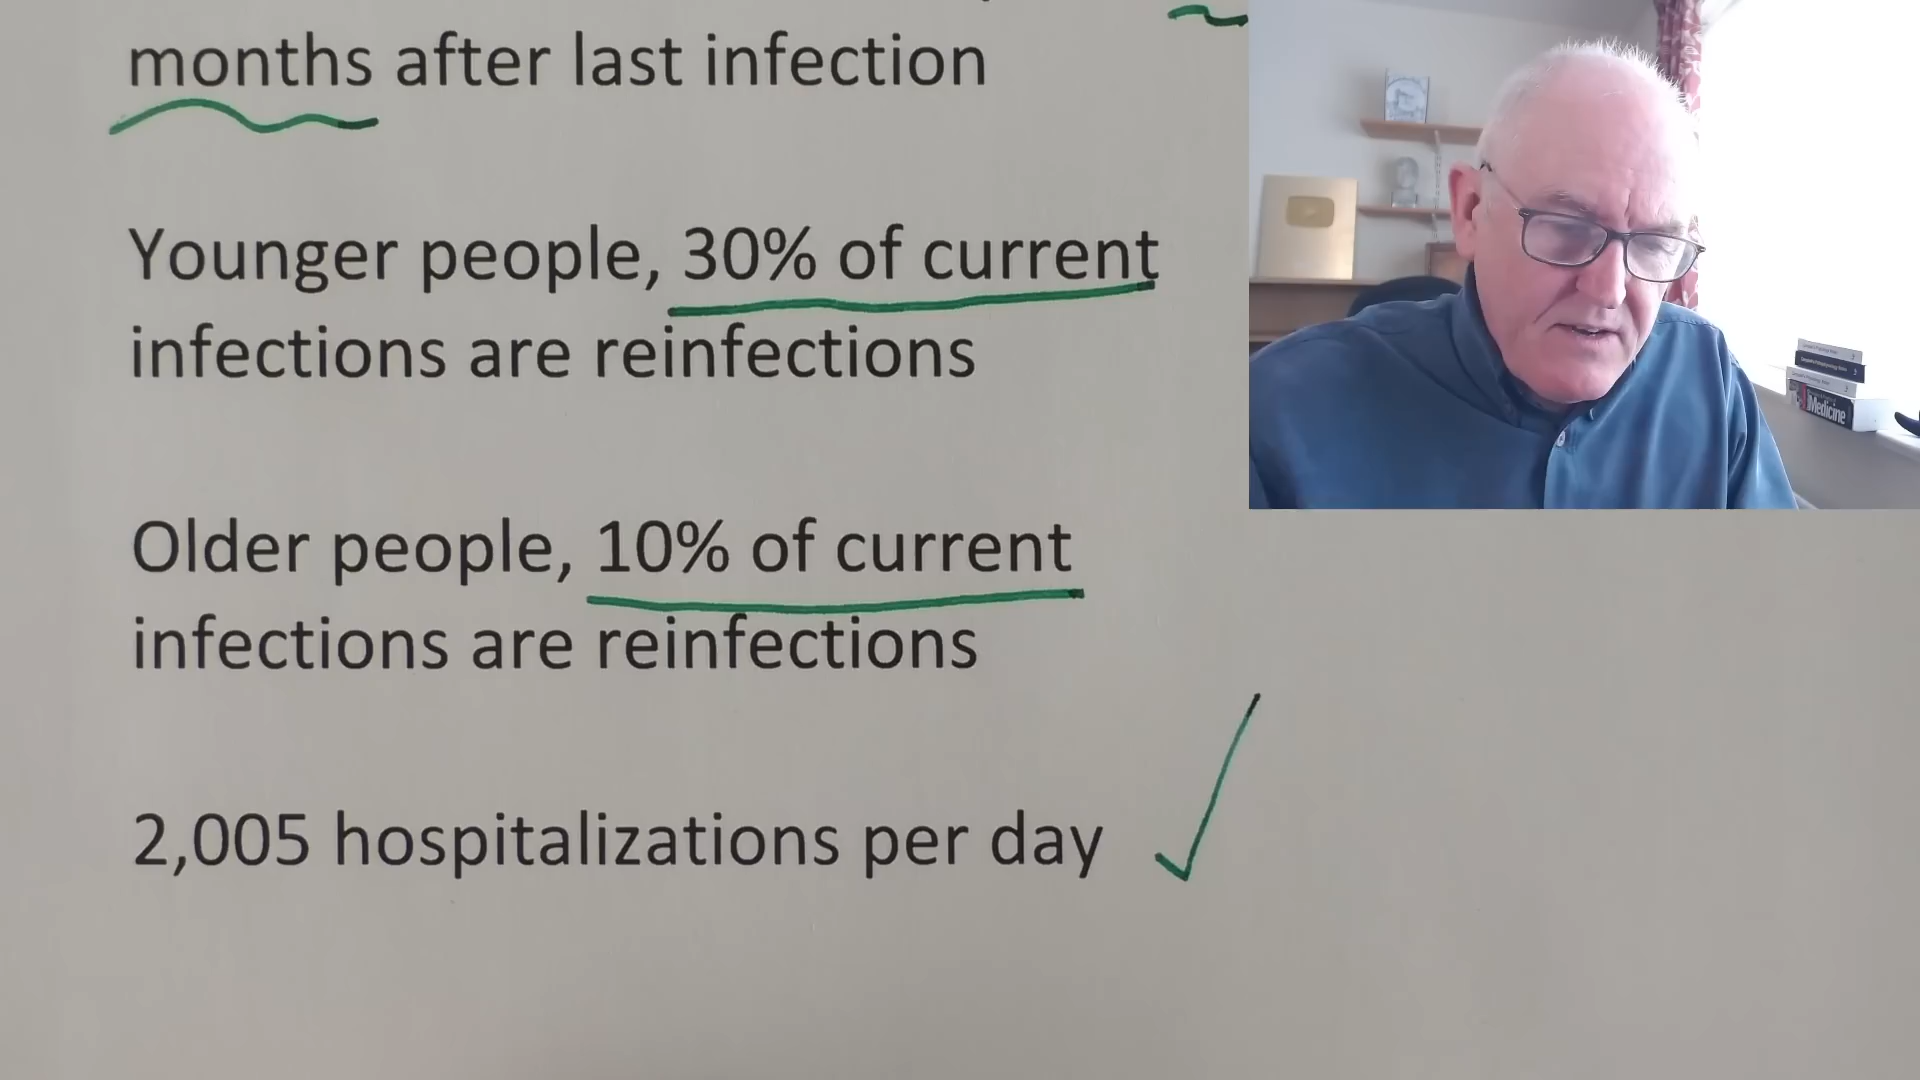 months after last infection
Younger people, 30% of current
infections are reinfections
Older people, 10% of current
infections are reinfections
2,005 hospitalizations per day
Medicine